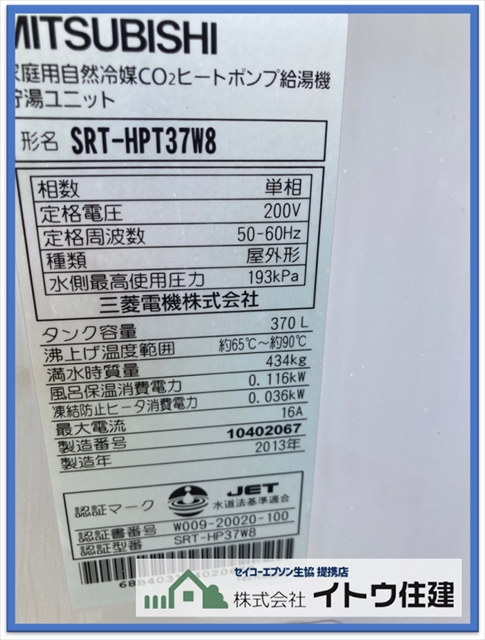 MITSUBISHI
家庭用自然冷媒CO₂ヒートポンプ給湯機
貯湯ユニット
形名 SRT-HPT37W8
相数 単相
定格電圧 200V
定格周波数 50-60Hz
種類 屋外形
水側最高使用圧力 193kPa
三菱電機株式会社
タンク容量 370L
沸上げ温度範囲 約65℃～約90℃
満水時質量 434kg
風呂保温消費電力 0.116kW
凍結防止ヒータ消費電力 0.036kW
最大電流 16A
製造番号 10402067
製造年 2013年
認証マーク JET
水道法基準適合
認証書番号 W009-20020-100
認証型番 SRT-HP37W8
セイコーエプソン生協 提携店
株式会社 イトウ住建